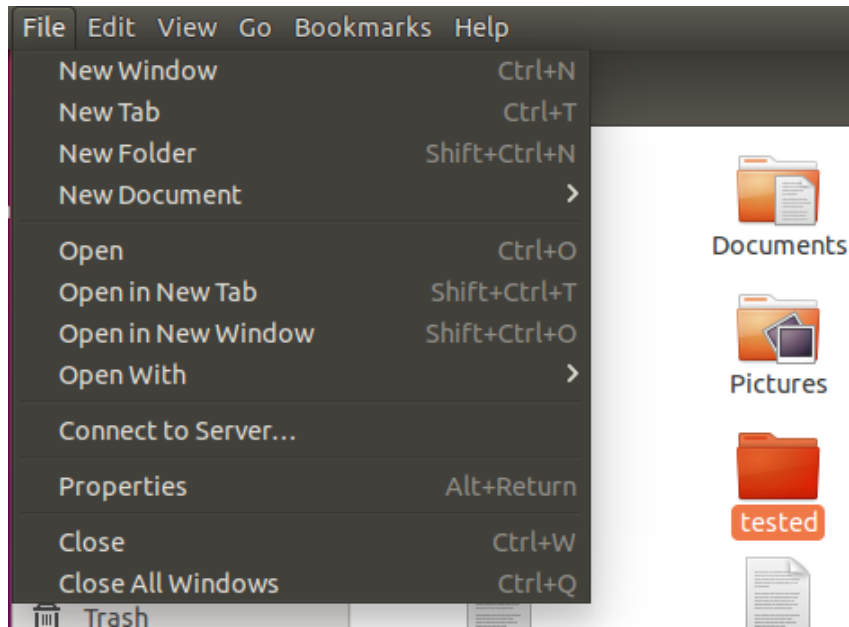 File Edit View Go Bookmarks Help
New Window Ctrl+N
New Tab Ctrl+T
New Folder Shift+Ctrl+N
New Document
Open Ctrl+O
Open in New Tab Shift+Ctrl+T
Open in New Window Shift+Ctrl+O
Open With
Connect to Server...
Properties Alt+Return
Close Ctrl+W
Close All Windows Ctrl+Q
Trash
Documents
Pictures
tested